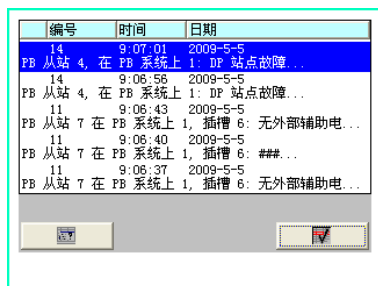 编号 时间 日期
14 9:07:01 2009-5-5
PB 从站 4, 在 PB 系统上 1: DP 站点故障...
14 9:06:56 2009-5-5
PB 从站 4, 在 PB 系统上 1: DP 站点故障...
11 9:06:43 2009-5-5
PB 从站 7 在 PB 系统上 1, 插槽 6: 无外部辅助电...
11 9:06:40 2009-5-5
PB 从站 7 在 PB 系统上 1, 插槽 6: ###...
11 9:06:37 2009-5-5
PB 从站 7 在 PB 系统上 1, 插槽 6: 无外部辅助电...